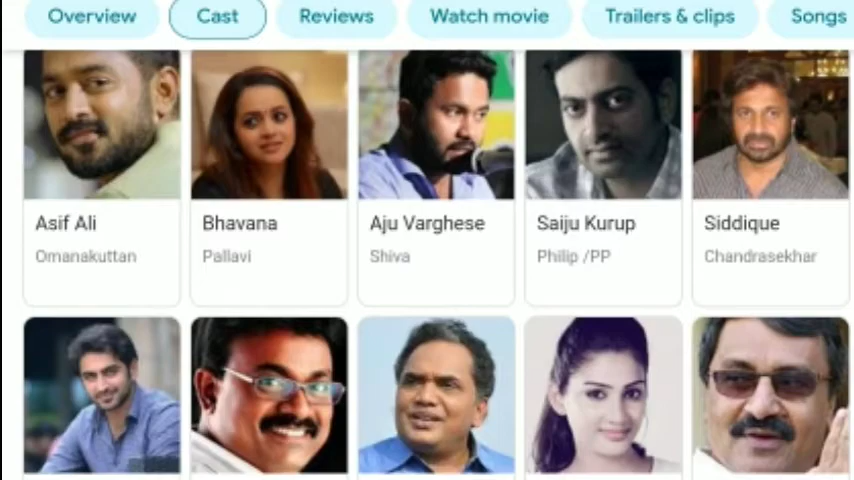 Overview Cast Reviews Watch movie Trailers & clips Songs
Asif Ali Bhavana Aju Varghese Saiju Kurup Siddique
Omanakuttan Pallavi Shiva Philip /PP Chandrasekhar